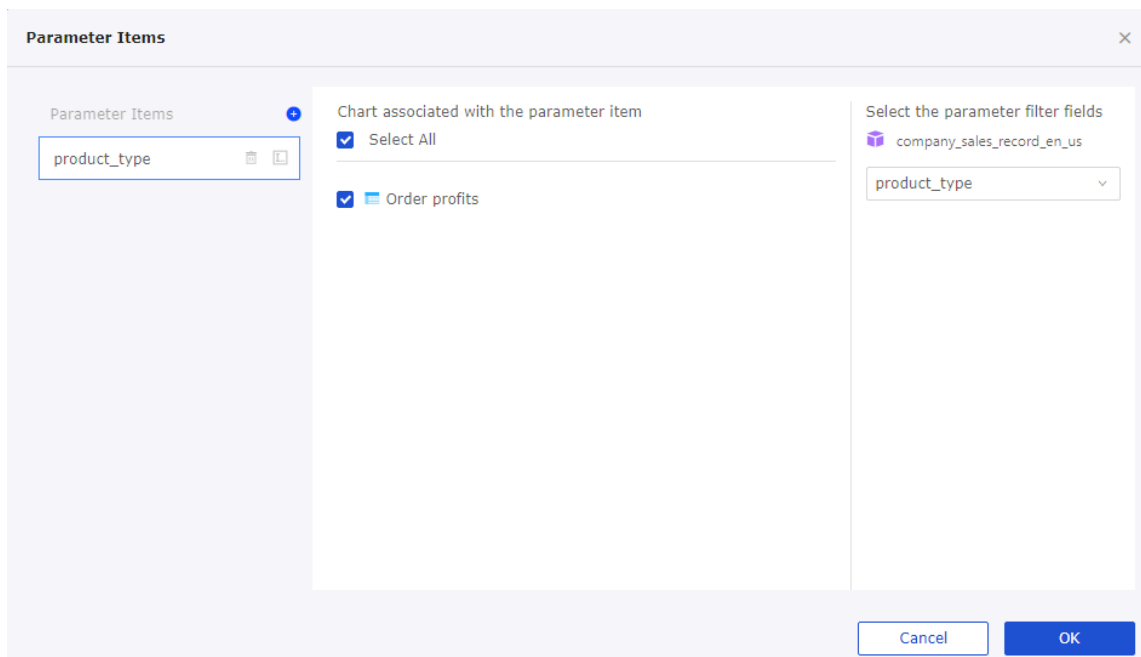 Parameter Items
Parameter Items
product_type
Chart associated with the parameter item
Select All
Order profits
Select the parameter filter fields
company_sales_record_en_us
product_type
Cancel
OK